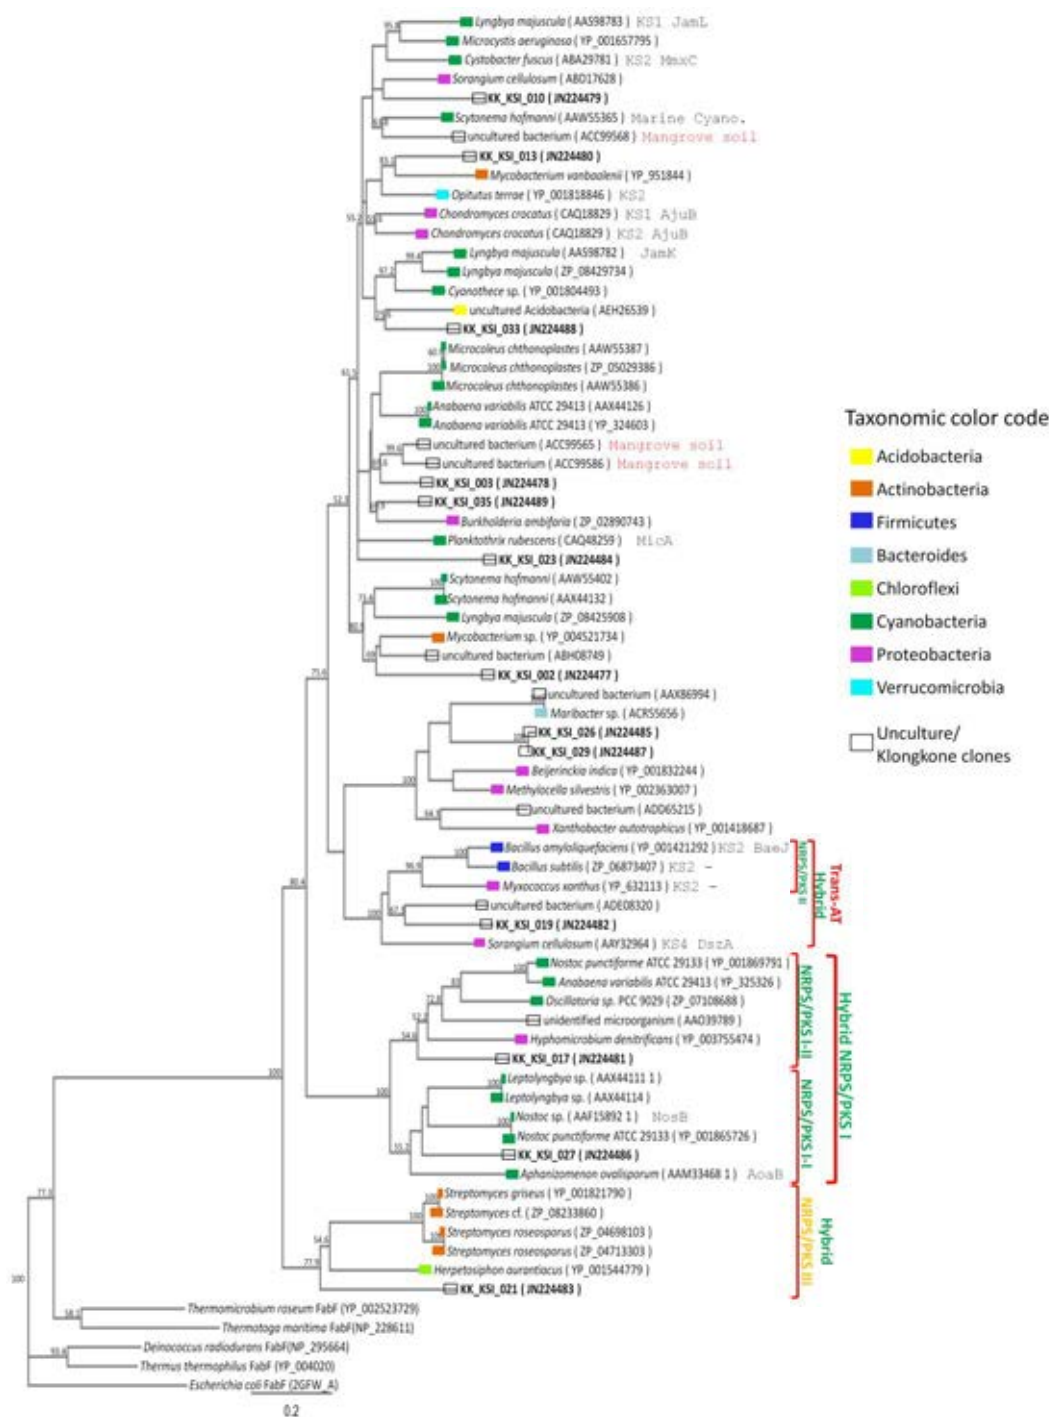 Lyngbya majuscula ( AAS98783) KS1 JamL
Microcystis aeruginosa ( YP_001657795)
Cystobacter fuscus ( ABA29781) KS2 MmxC
Sorangium cellulosum ( ABD17628 )
KK_KSI_010 ( JN224479)
Scytonema hofmanni ( AAW55365) Marine Cyano.
uncultured bacterium ( ACC99568) Mangrove soil
KK_KSI_013 ( JN224480)
Mycobacterium vanbaalenii ( YP_951844)
Opitutus terrae ( YP_001818846) KS2
Chondromyces crocatus ( CAQ18829) KS1 AjuB
Chondromyces crocatus ( CAQ18829) KS2 AjuB
Lyngbya majuscula ( AAS98782 ) JamK
Lyngbya majuscula ( ZP_08429734)
Cyanothece sp. ( YP_001804493)
uncultured Acidobacteria ( AEH26539)
KK_KSI_033 ( JN224488)
Microcoleus chthonoplastes ( AAW55387 )
Microcoleus chthonoplastes ( ZP_05029386 )
Microcoleus chthonoplastes ( AAW55386 )
Anabaena variabilis ATCC 29413 ( AAX44126)
Anabaena variabilis ATCC 29413 ( YP_324603)
uncultured bacterium ( ACC99565) Mangrove soil
uncultured bacterium ( ACC99586) Mangrove soil
KK_KSI_003 ( JN224478)
KK_KSI_035 ( JN224489)
Burkholderia ambifaria ( ZP_02890743)
Planktothrix rubescens ( CAQ48259) MicA
KK_KSI_023 ( JN224484)
Scytonema hofmanni ( AAW55402 )
Scytonema hofmanni ( AAX44132)
Lyngbya majuscula ( ZP_08425908)
Mycobacterium sp. ( YP_004521734)
uncultured bacterium ( ABH08749 )
KK_KSI_002 ( JN224477)
uncultured bacterium ( AAX86994)
Maribacter sp. ( ACR55656 )
KK_KSI_026 ( JN224485)
KK_KSI_029 ( JN224487)
Beijerinckia indica ( YP_001832244 )
Methylocella silvestris ( YP_002363007)
uncultured bacterium ( ADD65215)
Xanthobacter autotrophicus ( YP_001418687)
Bacillus amyloliquefaciens ( YP_001421292) KS2 BaeJ
Bacillus subtilis ( ZP_06873407) KS2 -
Myxococcus xanthus ( YP_632113) KS2 -
uncultured bacterium ( ADE08320 )
KK_KSI_019 ( JN224482)
Sorangium cellulosum ( AAY32964 ) KS4 DszA
NRPS/PKS II
Hybrid
Trans-AT
Nostoc punctiforme ATCC 29133 ( YP_001869791 )
Anabaena variabilis ATCC 29413 ( YP_325326)
Oscillatoria sp. PCC 9029 ( ZP_07108688)
unidentified microorganism ( AAO39789 )
Hyphomicrobium denitrificans ( YP_003755474)
KK_KSI_017 ( JN224481)
NRPS/PKS I-II
Leptolyngbya sp. ( AAX44111 1 )
Leptolyngbya sp. ( AAX44114)
Nostoc sp. ( AAF15892 1 ) NosB
Nostoc punctiforme ATCC 29133 ( YP_001865726 )
KK_KSI_027 ( JN224486)
Aphanizomenon ovalisporum ( AAM33468 1 ) AoaB
NRPS/PKS I-I
Hybrid NRPS/PKS I
Streptomyces griseus ( YP_001821790 )
Streptomyces cf. ( ZP_08233860)
Streptomyces roseosporus ( ZP_04698103 )
Streptomyces roseosporus ( ZP_04713303 )
Herpetosiphon aurantiacus ( YP_001544779 )
KK_KSI_021 ( JN224483)
NRPS/PKS III
Hybrid
Thermomicrobium roseum FabF (YP_002523729)
Thermotoga maritima FabF(NP_228611)
Deinococcus radiodurans FabF(NP_295664)
Thermus thermophilus FabF (YP_004020)
Escherichia coli FabF (2GFW_A)
0.2
Taxonomic color code
Acidobacteria
Actinobacteria
Firmicutes
Bacteroides
Chloroflexi
Cyanobacteria
Proteobacteria
Verrucomicrobia
Unculture/
Klongkone clones